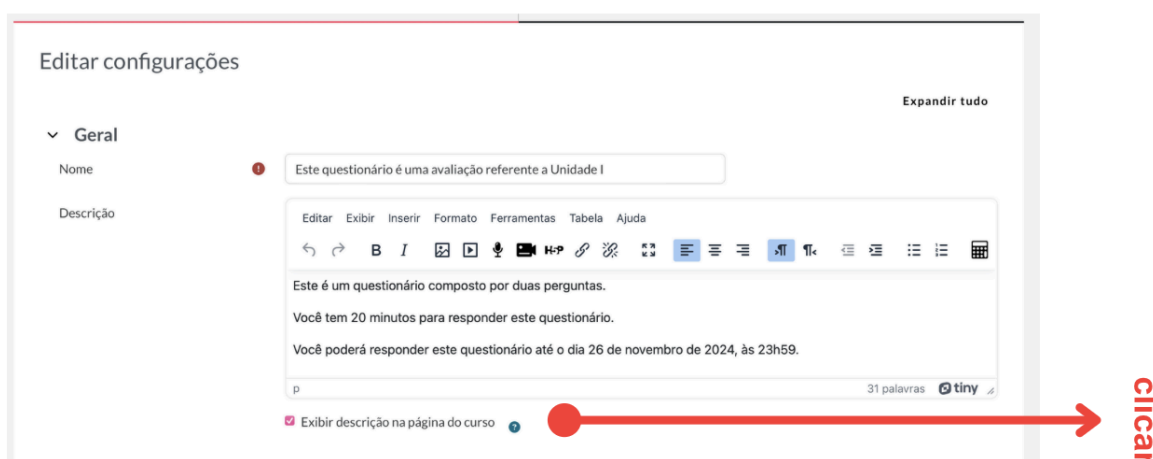 Editar configurações
Expandir tudo
Geral
Nome
Este questionário é uma avaliação referente a Unidade I
Descrição
Editar Exibir Inserir Formato Ferramentas Tabela Ajuda
B I H-P
Este é um questionário composto por duas perguntas.
Você tem 20 minutos para responder este questionário.
Você poderá responder este questionário até o dia 26 de novembro de 2024, às 23h59.
p 31 palavras tiny
Exibir descrição na página do curso
clicar